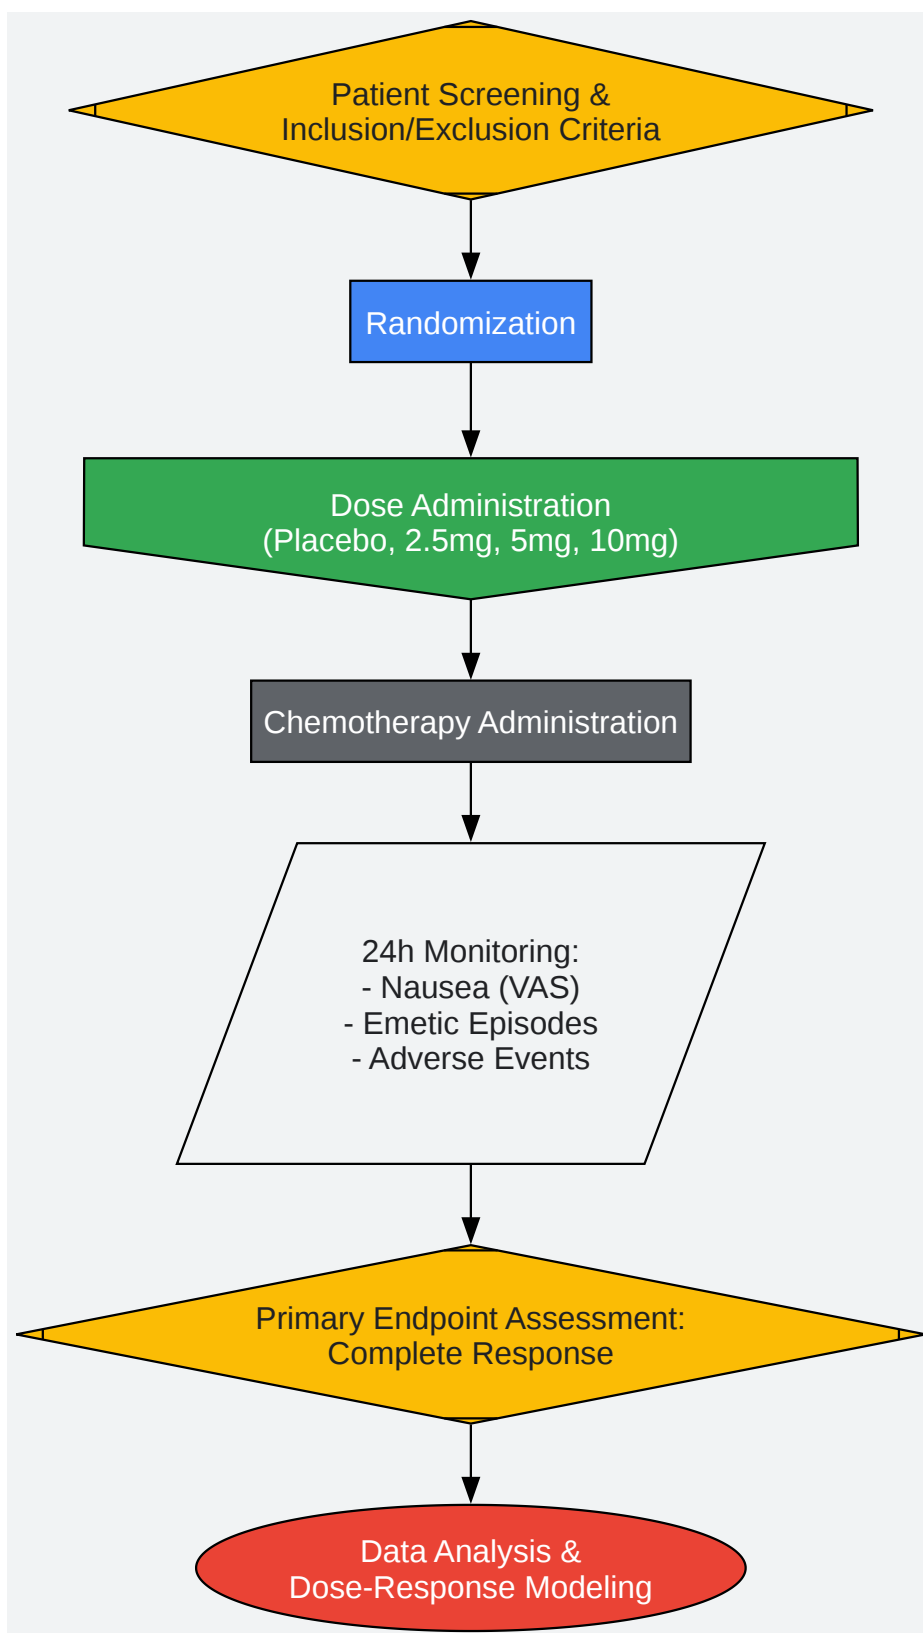 Patient Screening &
Inclusion/Exclusion Criteria
Randomization
Dose Administration
(Placebo, 2.5mg, 5mg, 10mg)
Chemotherapy Administration
24h Monitoring:
- Nausea (VAS)
- Emetic Episodes
- Adverse Events
Primary Endpoint Assessment:
Complete Response
Data Analysis &
Dose-Response Modeling